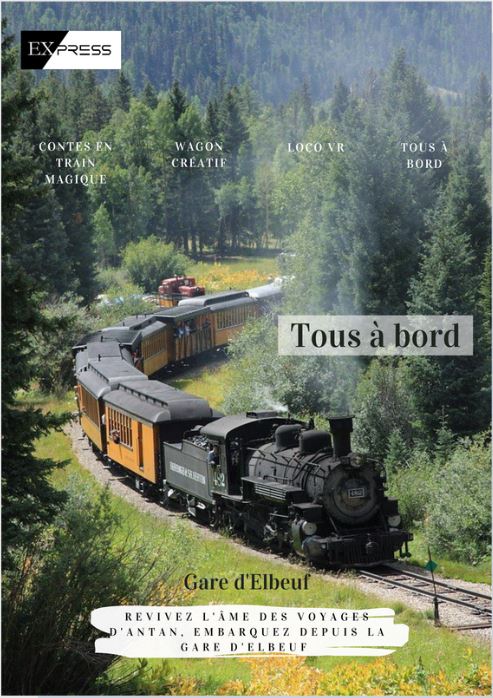 EXPRESS
CONTES EN
TRAIN
MAGIQUE
WAGON
CRÉATIF
LOCO VR
TOUS À
BORD
Tous à bord
482
Gare d'Elbeuf
REVIVEZ L'ÂME DES VOYAGES
D'ANTAN, EMBARQUEZ DEPUIS LA
GARE D'ELBEUF